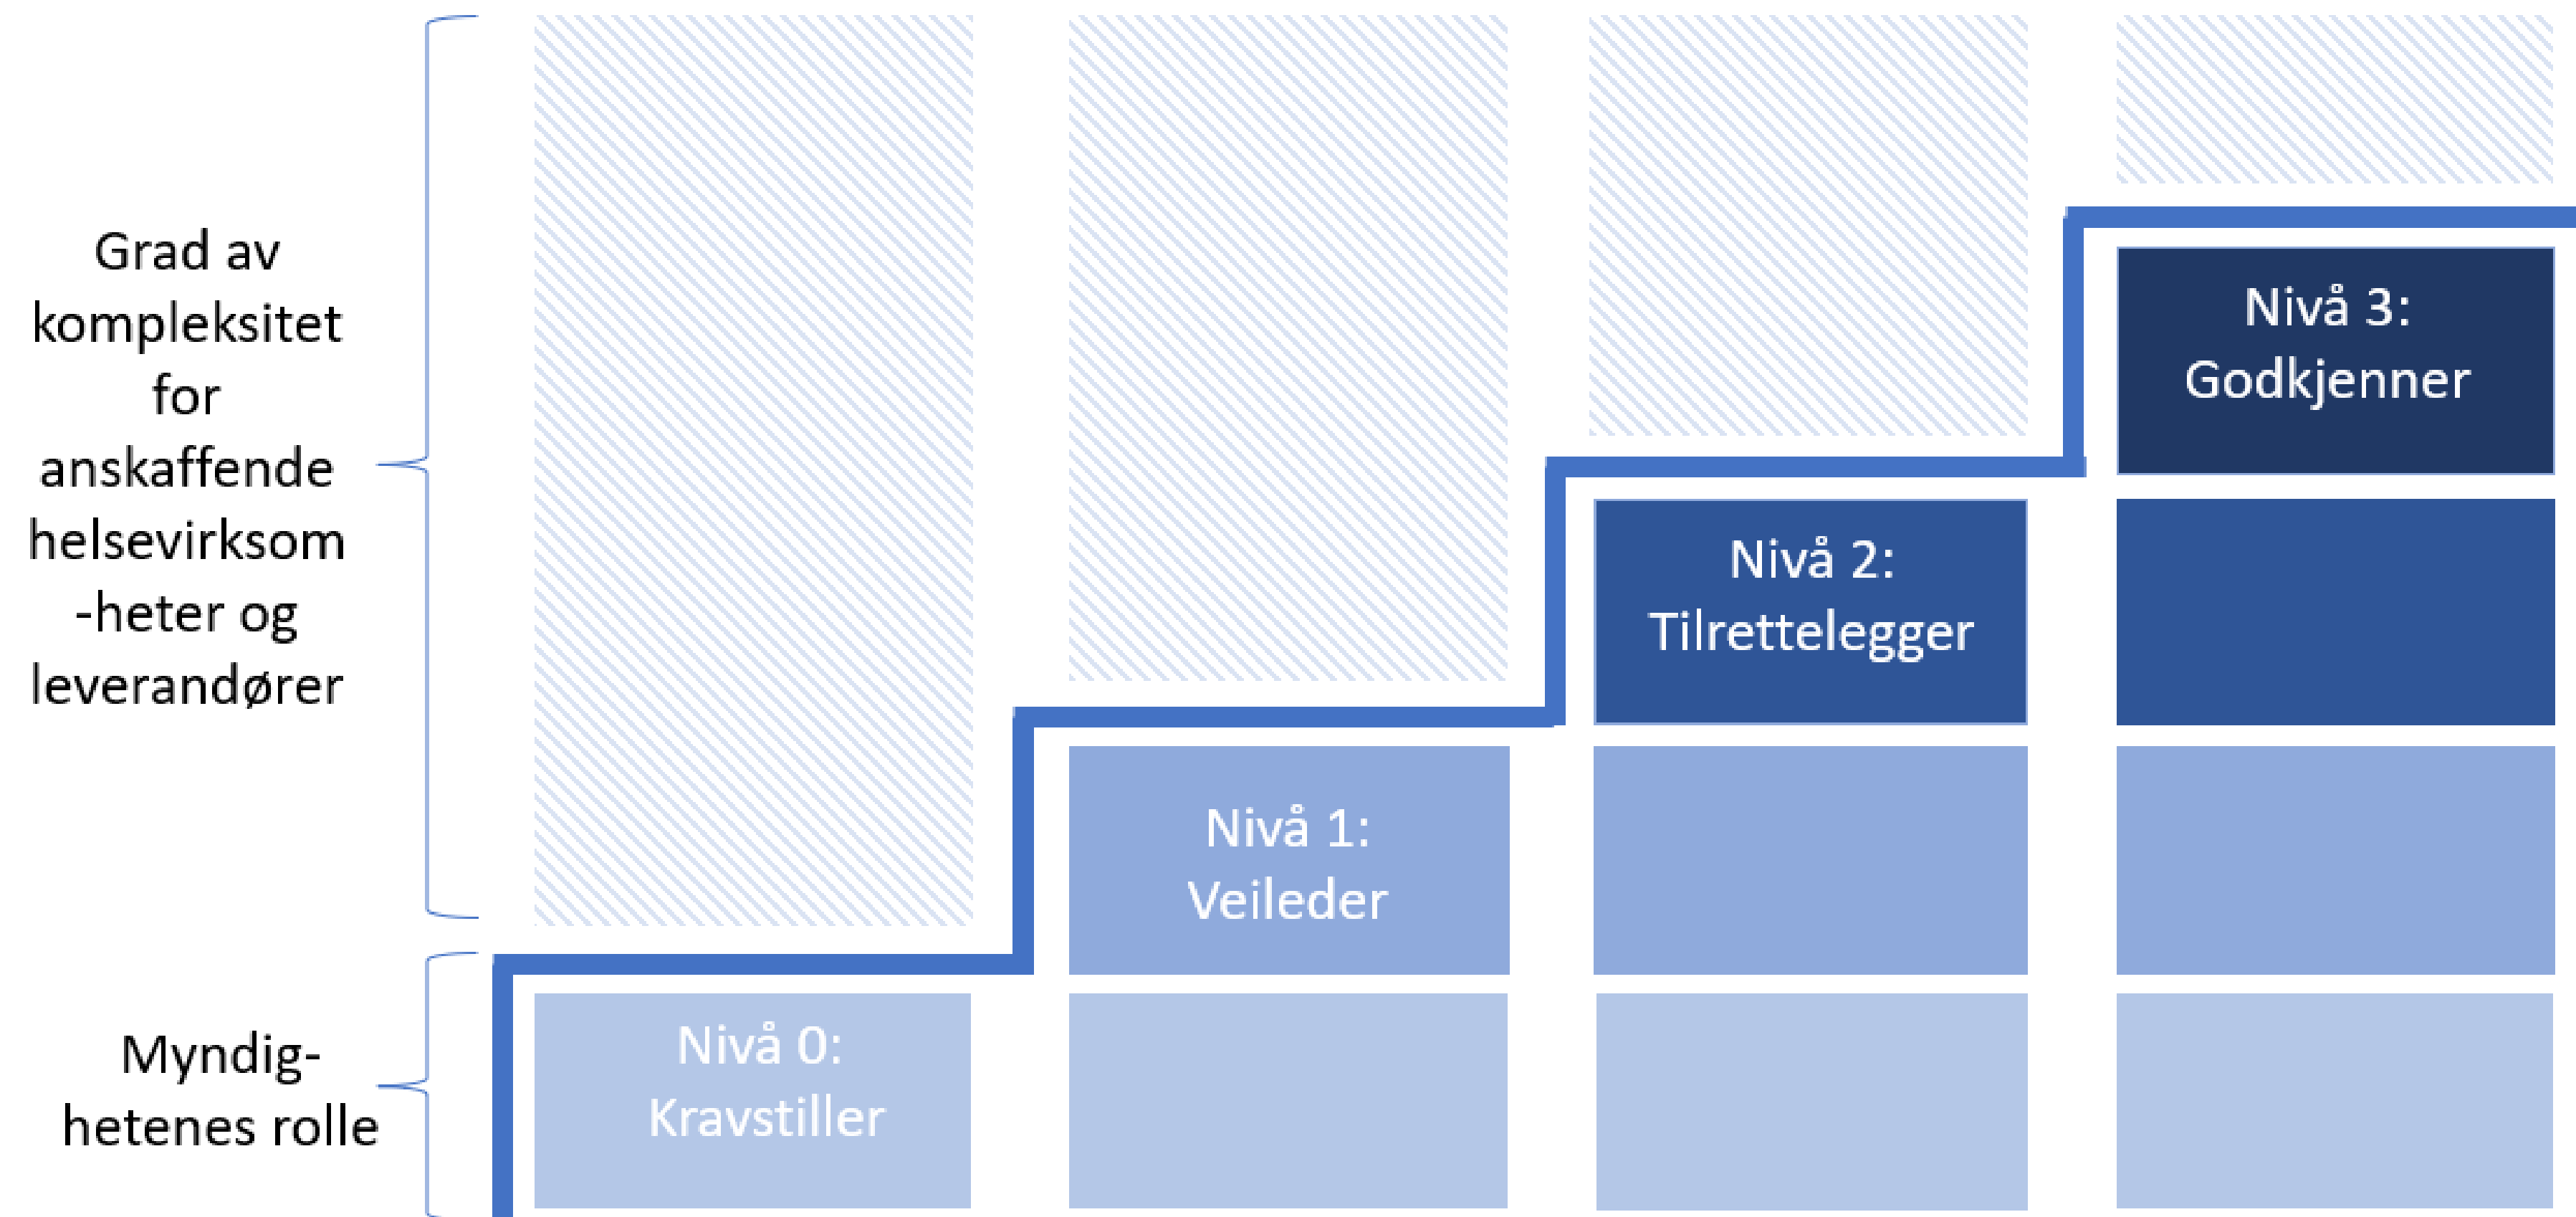 Grad av
kompleksitet
for
anskaffende
helsevirksom
-heter og
leverandører
Myndig-
hetenes rolle
Nivå 0:
Kravstiller
Nivå 1:
Veileder
Nivå 2:
Tilrettelegger
Nivå 3:
Godkjenner